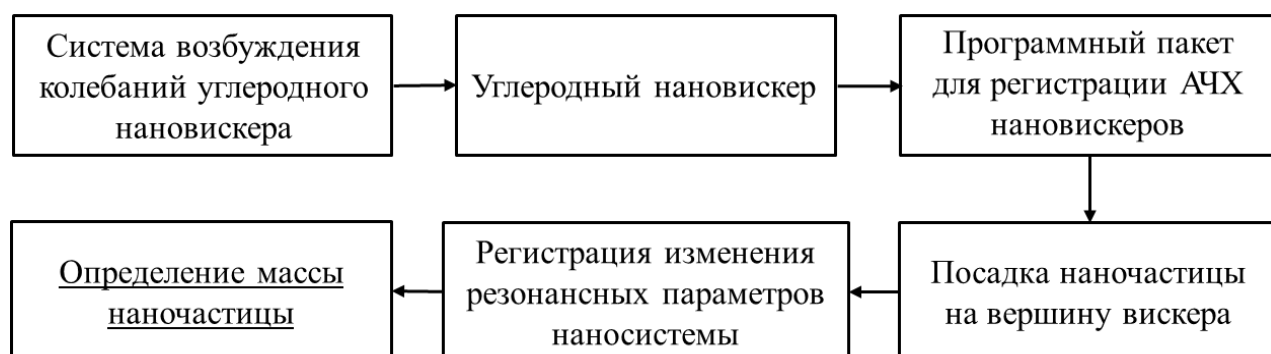 Система возбуждения
колебаний углеродного
нановискера
Углеродный нановискер
Программный пакет
для регистрации АЧХ
нановискеров
Определение массы
наночастицы
Регистрация изменения
резонансных параметров
наносистемы
Посадка наночастицы
на вершину вискера